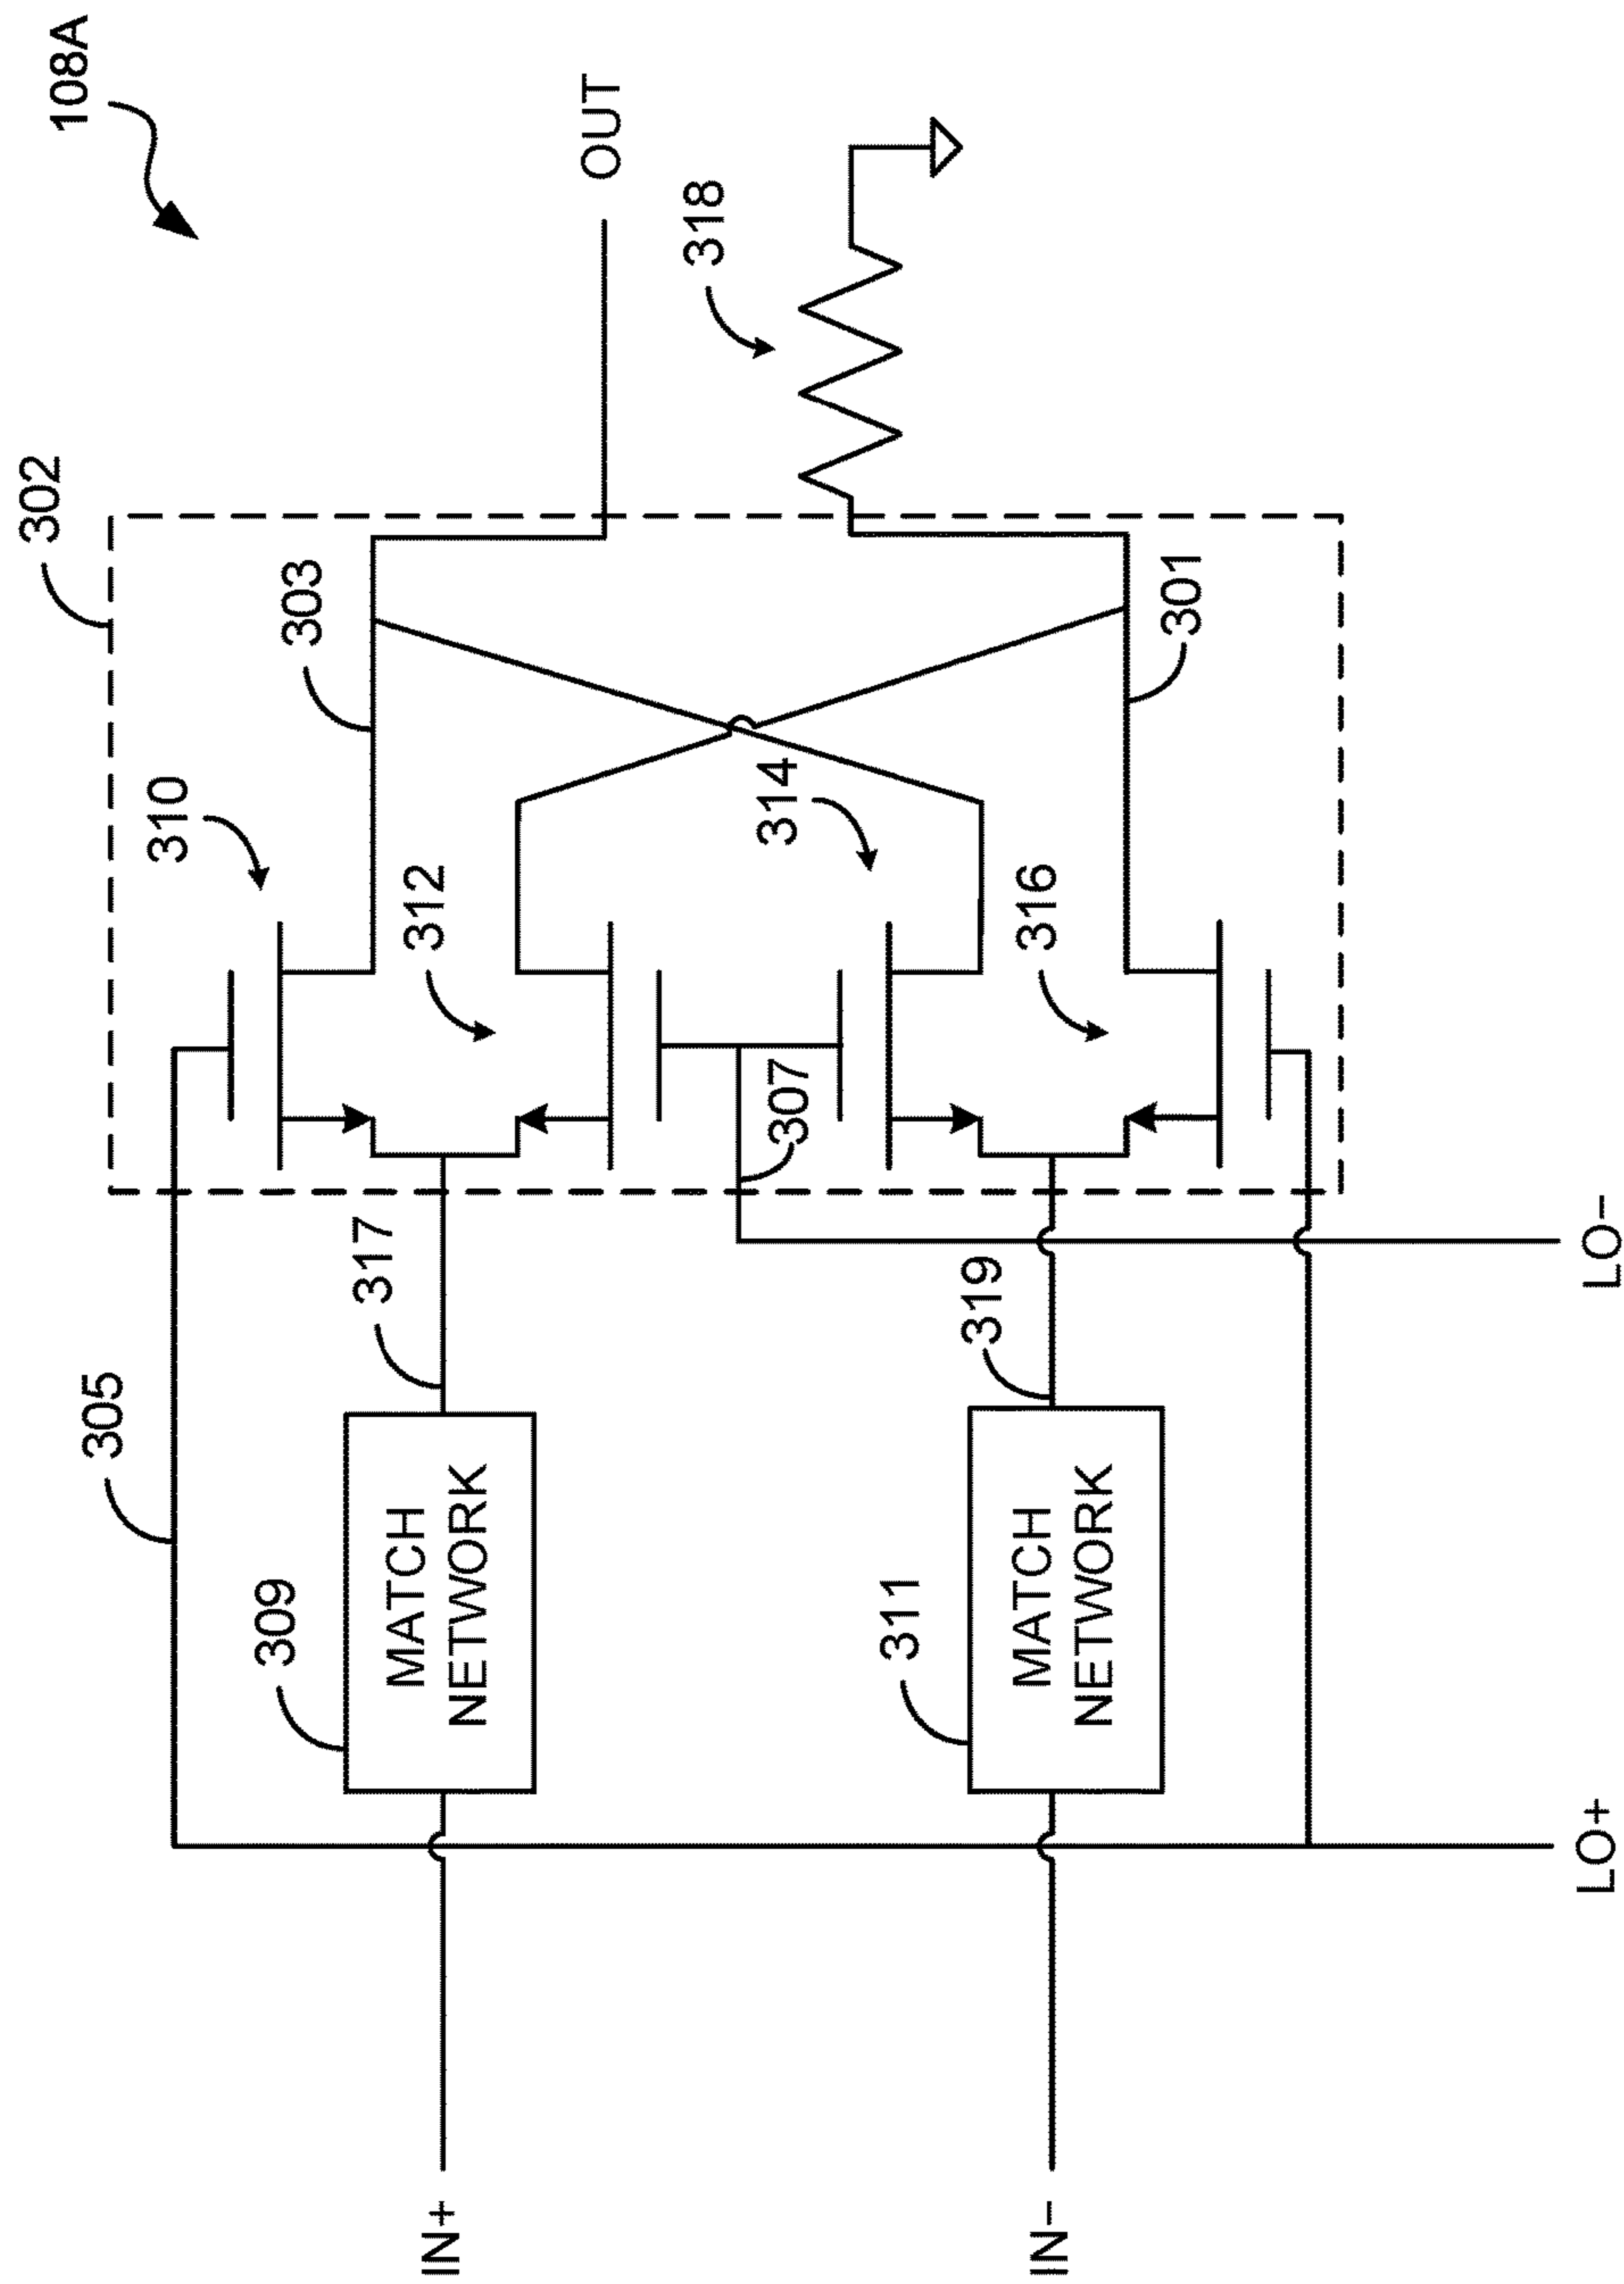 108A
302
303
OUT
310
318
312
314
301
316
305
317
307
309
MATCH
NETWORK
319
311
MATCH
NETWORK
IN+
IN−
LO+
LO−